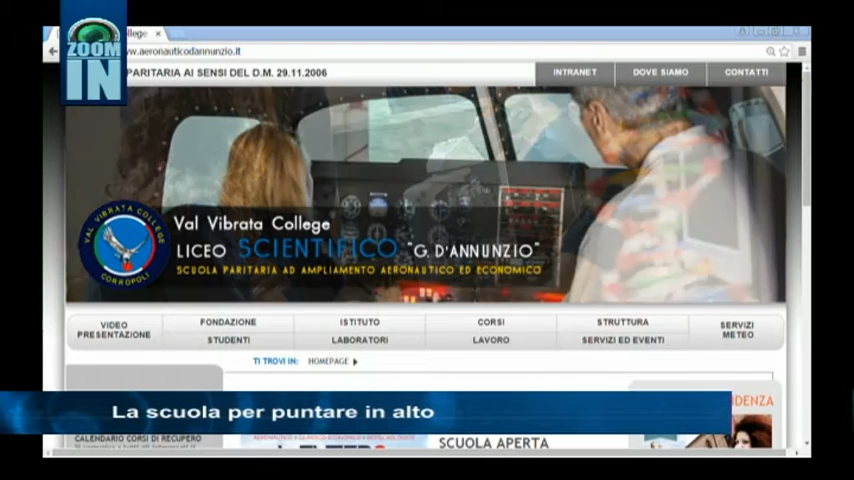 ZOOM
IN
llege
w.aeronauticodannunzio.it
PARITARIA AI SENSI DEL D.M. 29.11.2006
INTRANET
DOVE SIAMO
CONTATTI
VAL VIBRATA COLLEGE
CORROPOLI
Val Vibrata College
LICEO SCIENTIFICO "G. D'ANNUNZIO"
SCUOLA PARITARIA AD AMPLIAMENTO AERONAUTICO ED ECONOMICO
VIDEO
PRESENTAZIONE
FONDAZIONE
ISTITUTO
CORSI
STRUTTURA
SERVIZI
METEO
STUDENTI
LABORATORI
LAVORO
SERVIZI ED EVENTI
TI TROVI IN: HOMEPAGE
La scuola per puntare in alto
IDENZA
CALENDARIO CORSI DI RECUPERO
SCUOLA APERTA